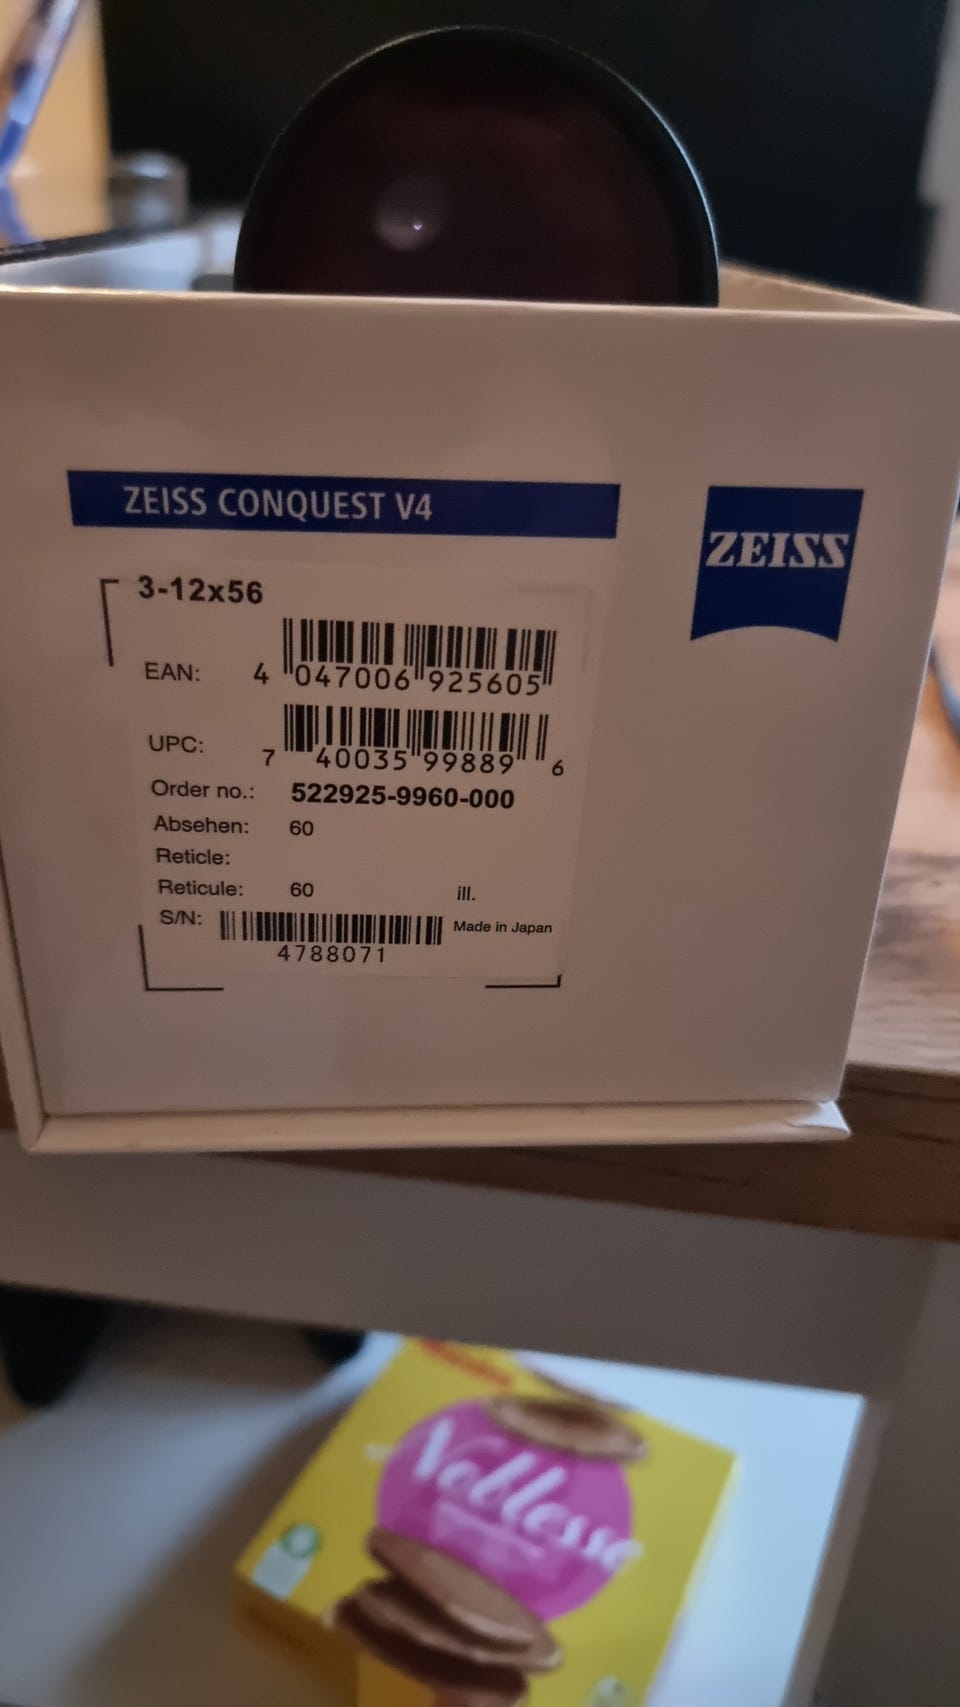 ZEISS CONQUEST V4
ZEISS
3-12x56
EAN: 4 047006 925605
UPC: 7 40035 99889 6
Order no.: 522925-9960-000
Absehen: 60
Reticle:
Reticule: 60 ill.
S/N: Made in Japan
4788071
Noblesse